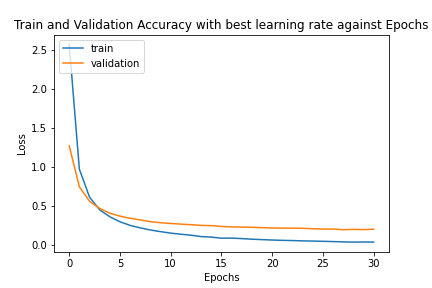 Train and Validation Accuracy with best learning rate against Epochs
train
validation
2.5
2.0
1.5
1.0
0.5
0.0
Loss
0 5 10 15 20 25 30
Epochs